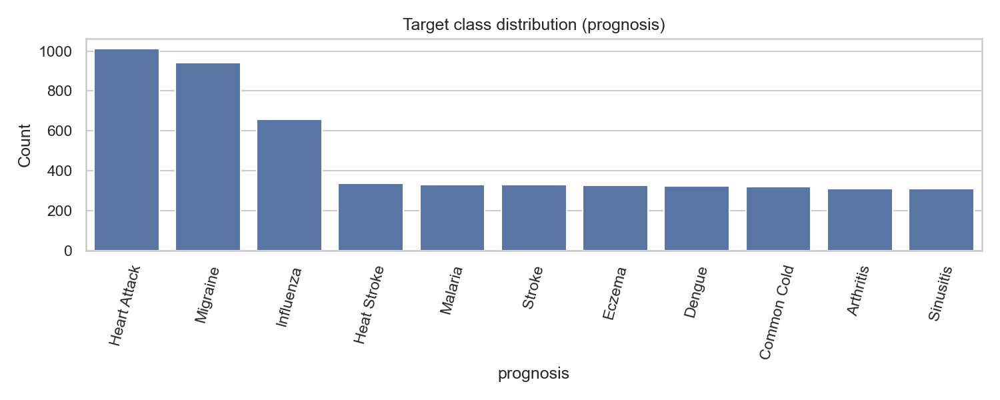 Target class distribution (prognosis)
1000
800
600
400
200
0
Count
Heart Attack
Migraine
Influenza
Heat Stroke
Malaria
Stroke
Eczema
Dengue
Common Cold
Arthritis
Sinusitis
prognosis